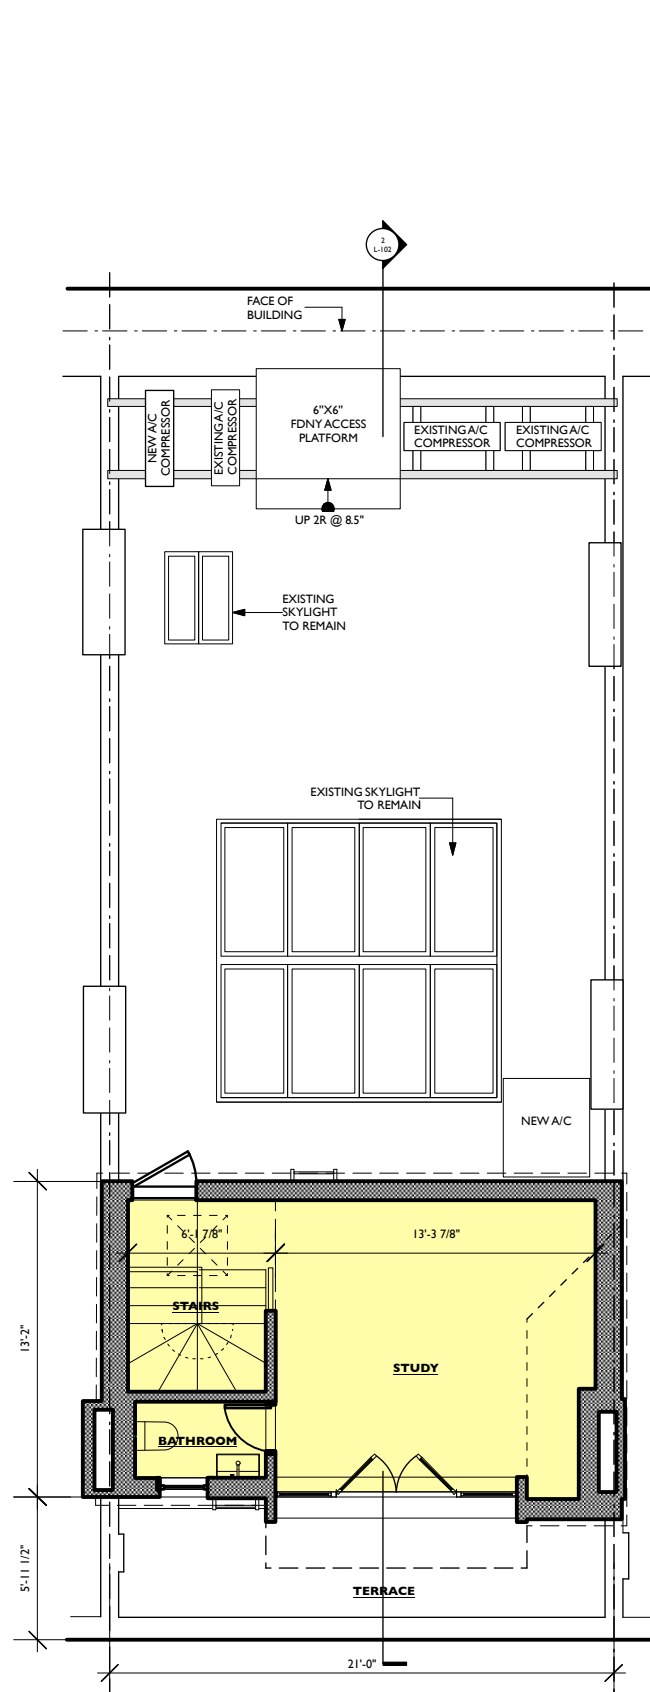 2
L-102
FACE OF
BUILDING
NEW A/C
COMPRESSOR
EXISTING A/C
COMPRESSOR
6"X6"
FDNY ACCESS
PLATFORM
EXISTING A/C
COMPRESSOR
EXISTING A/C
COMPRESSOR
UP 2R @ 8.5"
EXISTING
SKYLIGHT
TO REMAIN
EXISTING SKYLIGHT
TO REMAIN
NEW A/C
6'-1 7/8"
13'-3 7/8"
STAIRS
13'-2"
STUDY
BATHROOM
5'-11 1/2"
TERRACE
21'-0"